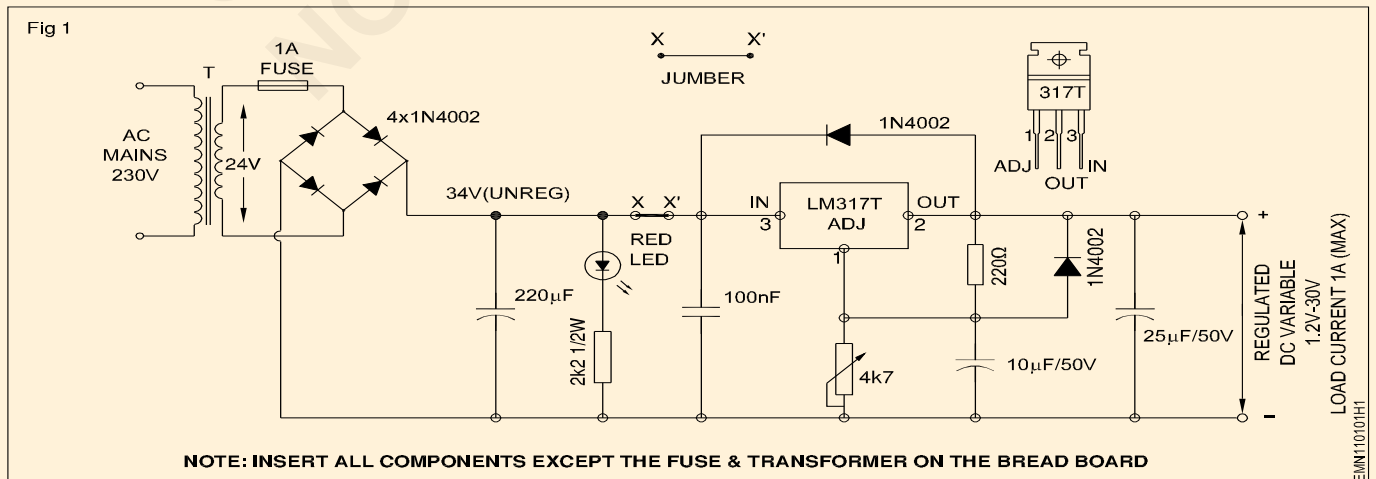 Fig 1
1A
FUSE
T
AC
MAINS
230V
24V
4x1N4002
X X'
JUMBER
317T
1 2 3
ADJ IN
OUT
1N4002
34V(UNREG)
X X'
RED
LED
IN
3
LM317T
ADJ
OUT
2
1
220µF
2k2 1/2W
100nF
220Ω
1N4002
4k7
10µF/50V
25µF/50V
+
–
REGULATED
DC VARIABLE
1.2V-30V
LOAD CURRENT 1A (MAX)
NOTE: INSERT ALL COMPONENTS EXCEPT THE FUSE & TRANSFORMER ON THE BREAD BOARD
EMN110101H1